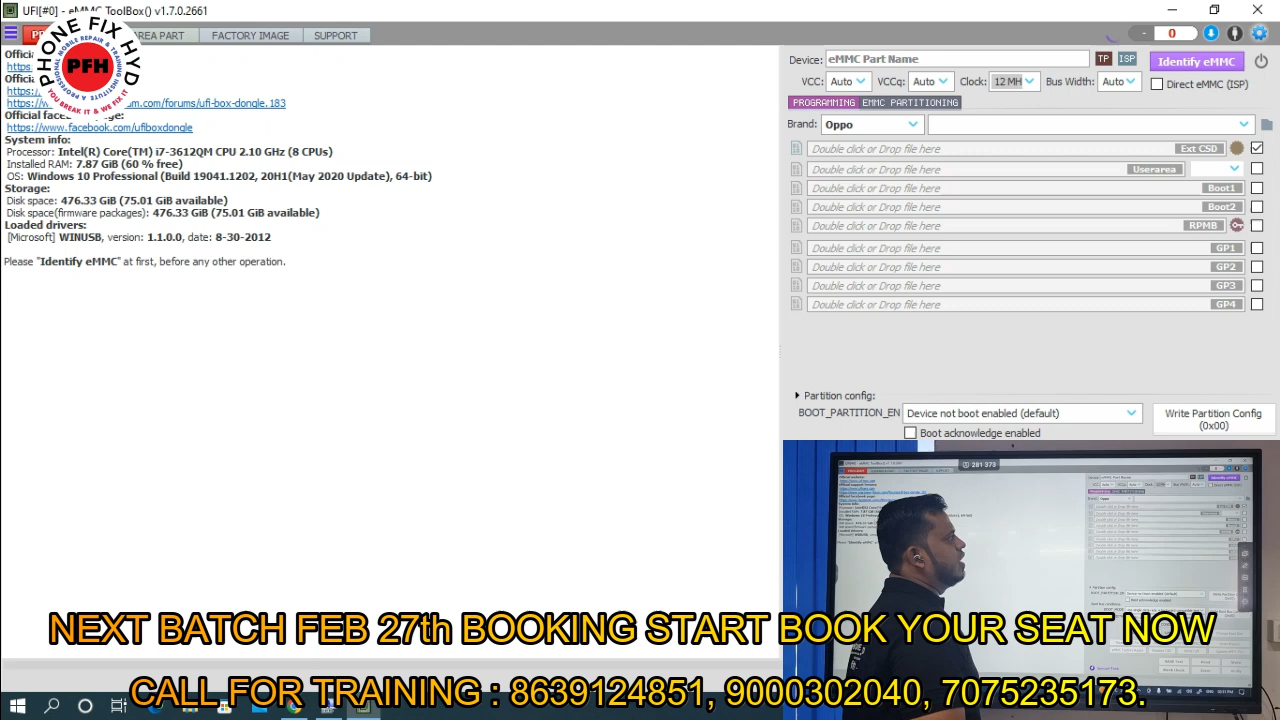 UFI[#0] - eMMC ToolBox() v1.7.0.2661
AREA PART FACTORY IMAGE SUPPORT
- 0
PHONE FIX HYD
PROFESSIONAL MOBILE REPAIR & TRAINING INSTITUTE
PFH
YOU BREAK IT & WE FIX IT
Offici
https:
Offici
https:/
https://w .com/forums/ufi-box-dongle.183
Official face page:
https://www.facebook.com/ufiboxdongle
System info:
Processor: Intel(R) Core(TM) i7-3612QM CPU 2.10 GHz (8 CPUs)
Installed RAM: 7.87 GiB (60 % free)
OS: Windows 10 Professional (Build 19041.1202, 20H1(May 2020 Update), 64-bit)
Storage:
Disk space: 476.33 GiB (75.01 GiB available)
Disk space(firmware packages): 476.33 GiB (75.01 GiB available)
Loaded drivers:
[Microsoft] WINUSB, version: 1.1.0.0, date: 8-30-2012
Please "Identify eMMC" at first, before any other operation.
Device: eMMC Part Name TP ISP Identify eMMC
VCC: Auto VCCq: Auto Clock: 12 MH Bus Width: Auto Direct eMMC (ISP)
PROGRAMMING EMMC PARTITIONING
Brand: Oppo
Double click or Drop file here Ext CSD
Double click or Drop file here Userarea
Double click or Drop file here Boot1
Double click or Drop file here Boot2
Double click or Drop file here RPMB
Double click or Drop file here GP1
Double click or Drop file here GP2
Double click or Drop file here GP3
Double click or Drop file here GP4
Partition config:
BOOT_PARTITION_EN Device not boot enabled (default) Write Partition Config (0x00)
Boot acknowledge enabled
281 373
NEXT BATCH FEB 27th BOOKING START BOOK YOUR SEAT NOW
CALL FOR TRAINING : 8639124851, 9000302040, 7075235173.